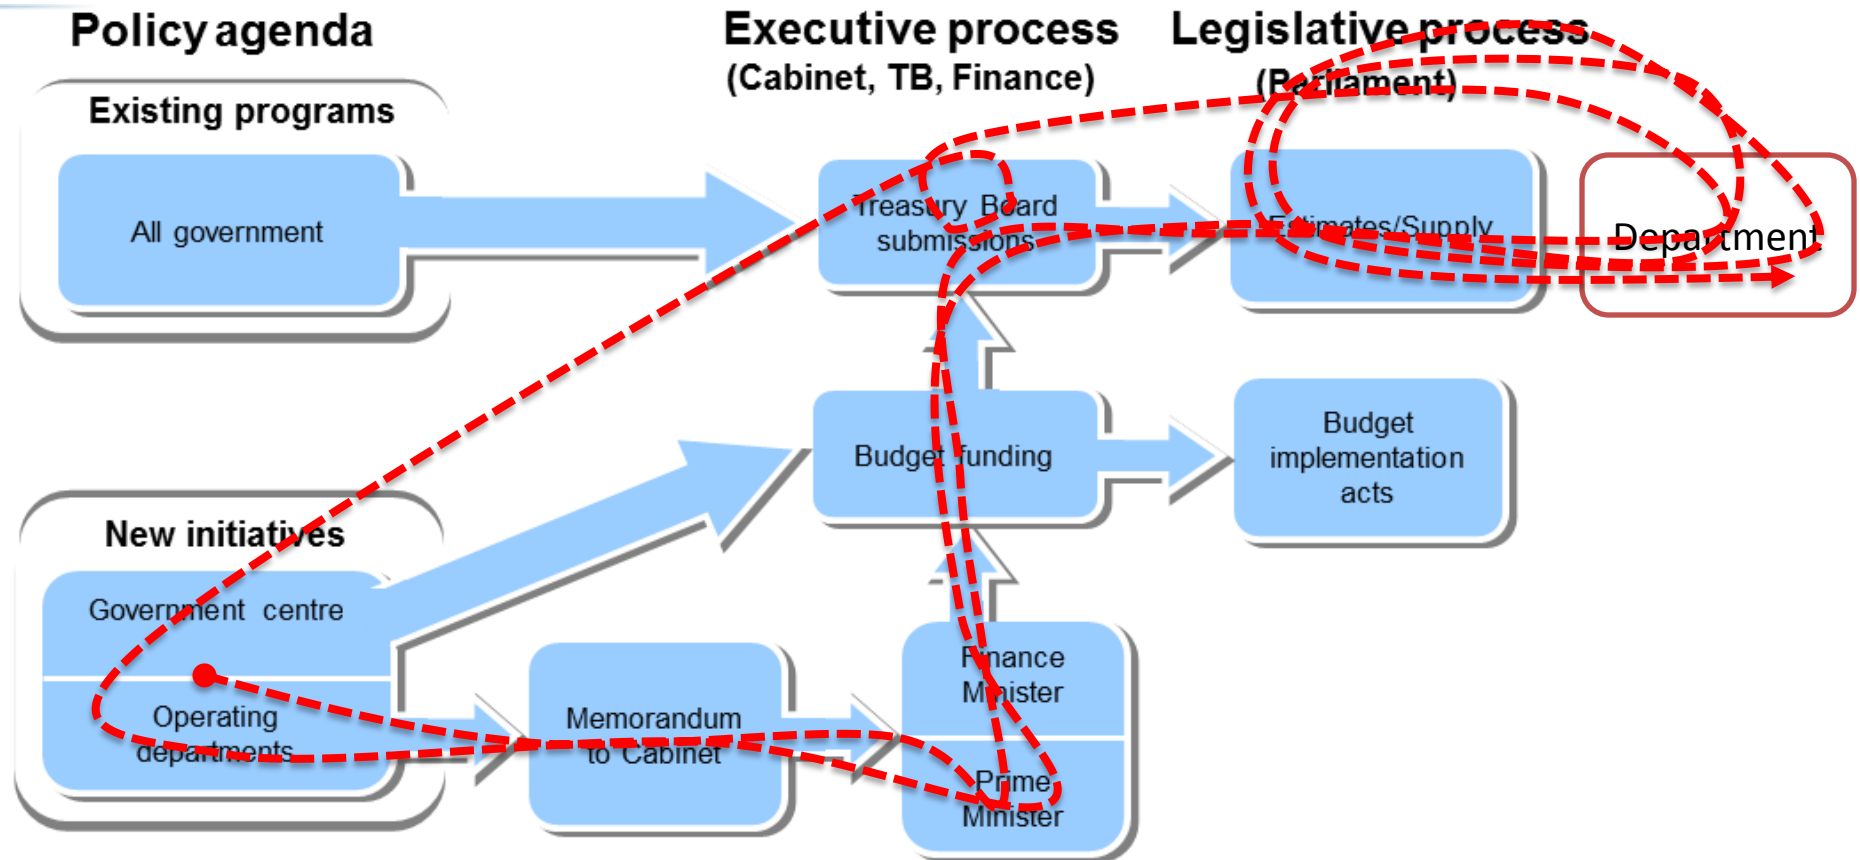 Policy agenda
Executive process
(Cabinet, TB, Finance)
Legislative process
(Parliament)
Existing programs
All government
Treasury Board
submissions
Estimates/Supply
Department
Budget funding
Budget
implementation
acts
New initiatives
Government centre
Operating
departments
Memorandum
to Cabinet
Finance
Minister
Prime
Minister